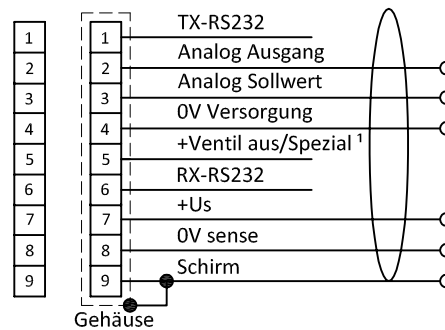 1 1 TX-RS232
2 2 Analog Ausgang
3 3 Analog Sollwert
4 4 0V Versorgung
5 5 +Ventil aus/Spezial ¹
6 6 RX-RS232
7 7 +Us
8 8 0V sense
9 9 Schirm
Gehäuse